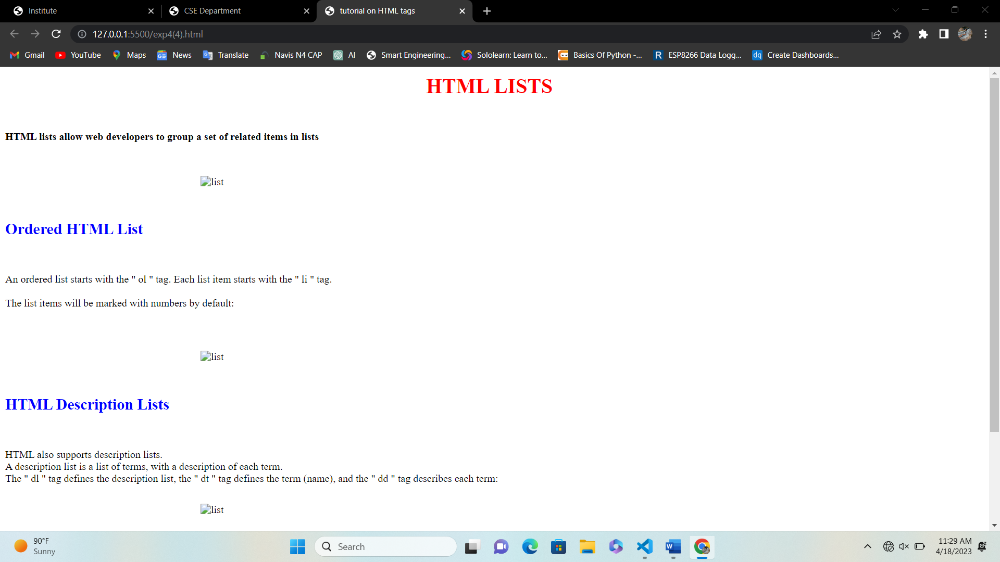 Institute
CSE Department
tutorial on HTML tags
127.0.0.1:5500/exp4(4).html
Gmail
YouTube
Maps
News
Translate
Navis N4 CAP
AI
Smart Engineering...
Sololearn: Learn to...
Basics Of Python -...
R
ESP8266 Data Logg...
dq
Create Dashboards...
HTML LISTS
HTML lists allow web developers to group a set of related items in lists
list
Ordered HTML List
An ordered list starts with the " ol " tag. Each list item starts with the " li " tag.
The list items will be marked with numbers by default:
list
HTML Description Lists
HTML also supports description lists.
A description list is a list of terms, with a description of each term.
The " dl " tag defines the description list, the " dt " tag defines the term (name), and the " dd " tag describes each term:
list
90°F
Sunny
Search
11:29 AM
4/18/2023